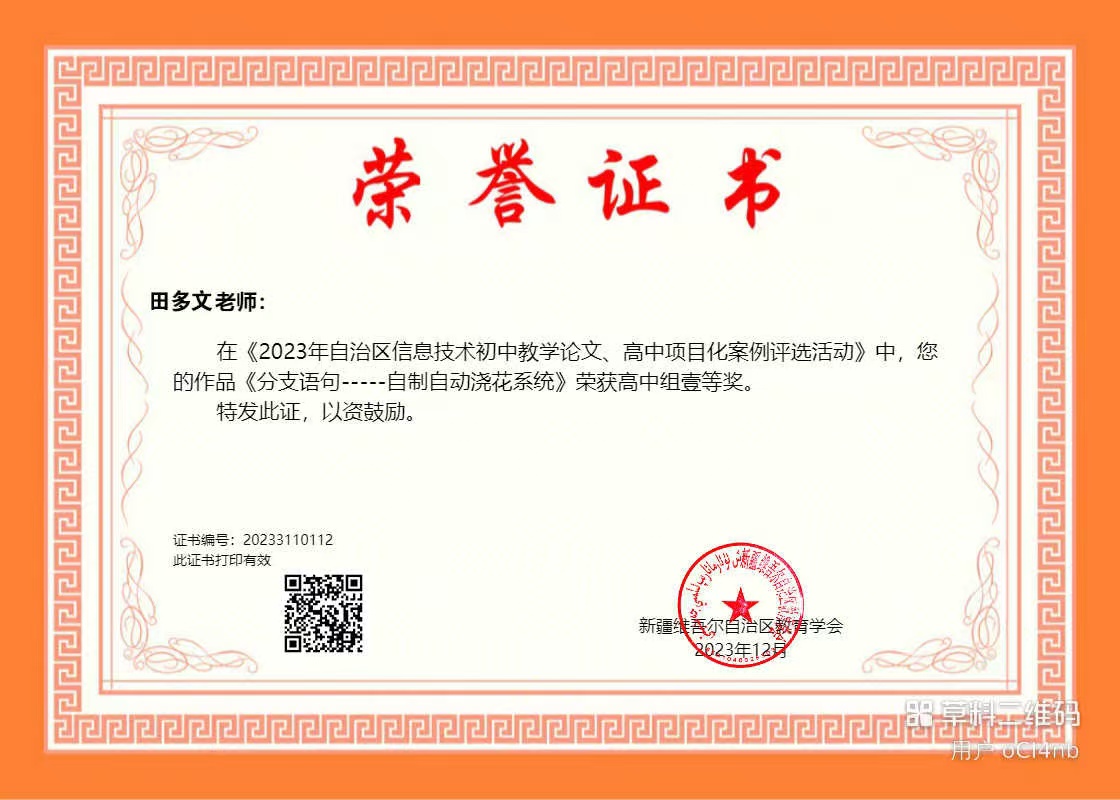 荣誉证书
田多文老师：
在《2023年自治区信息技术初中教学论文、高中项目化案例评选活动》中，您
的作品《分支语句-----自制自动浇花系统》荣获高中组壹等奖。
特发此证，以资鼓励。
证书编号：20233110112
此证书打印有效
新疆维吾尔自治区教育学会
2023年12月
草料二维码
用户 oCl4nb